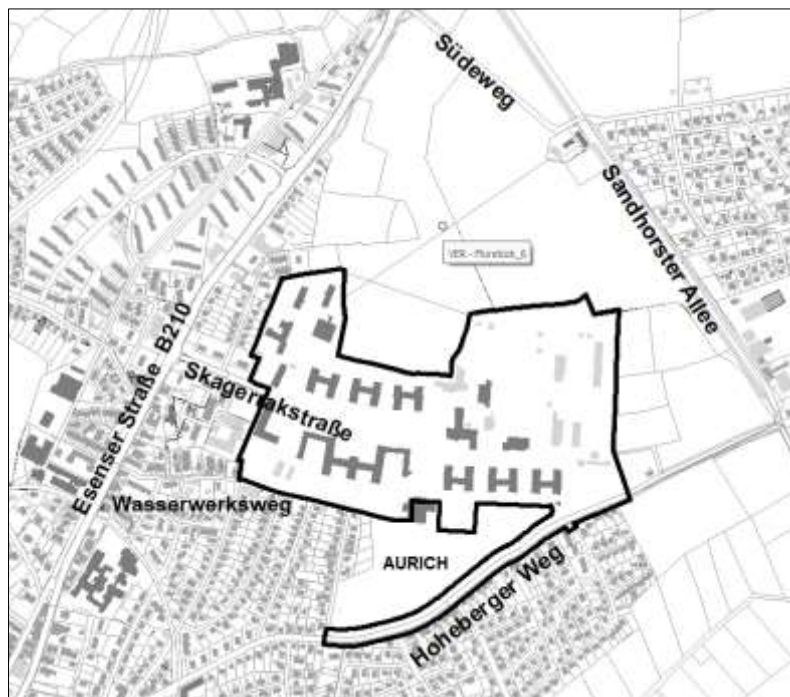 Südeweg
Sandhorster Allee
Esenser Straße B210
Skagerrakstraße
Wasserwerksweg
AURICH
Hoheberger Weg